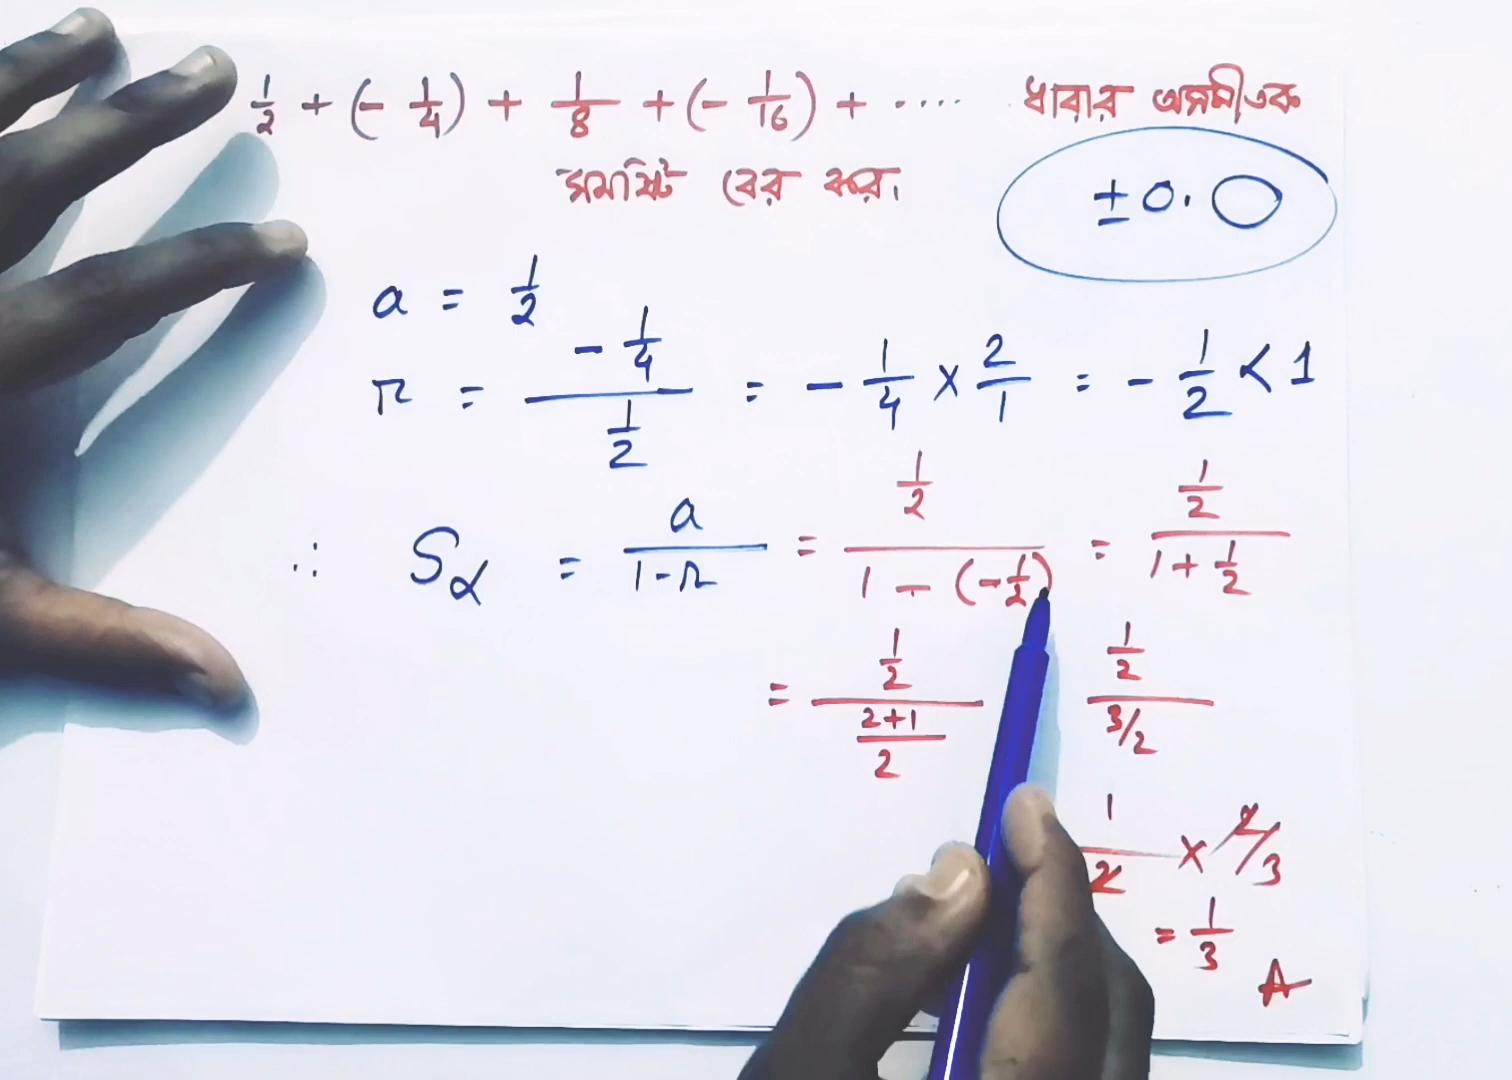 1/2 + (- 1/4) + 1/8 + (- 1/16) + .... ধারার অসমীতক
সমষ্টি বের কর।
±0.0
a = 1/2
r = (- 1/4)/(1/2) = - 1/4 × 2/1 = - 1/2 < 1
∴ Sα = a/(1-r) = (1/2)/(1 - (-1/2)) = (1/2)/(1 + 1/2)
= (1/2)/((2+1)/2) (1/2)/(3/2)
1/2 × 2/3
= 1/3
A